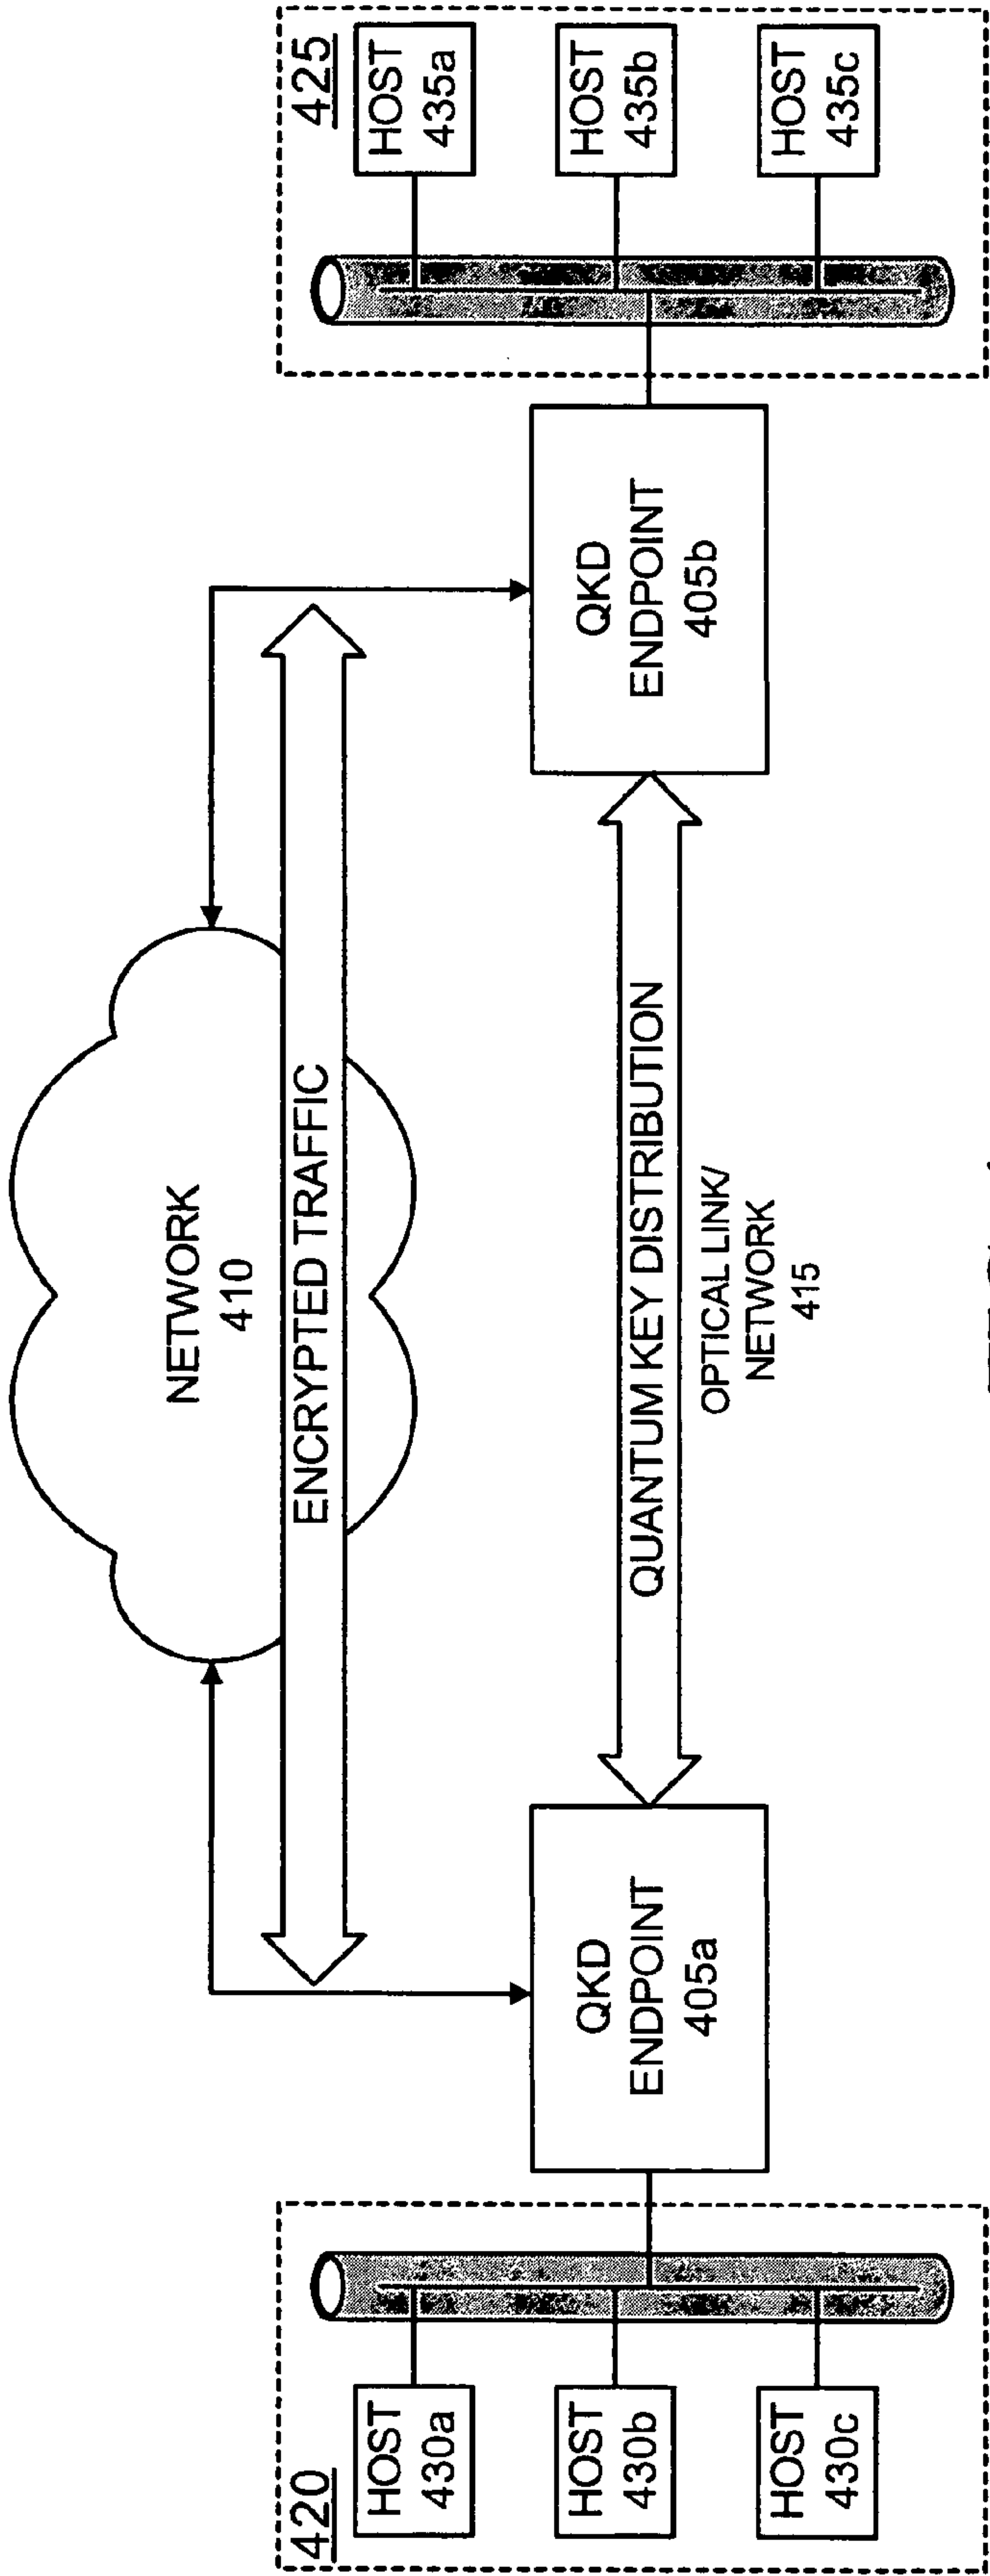 NETWORK
410
ENCRYPTED TRAFFIC
420
HOST
430a
HOST
430b
HOST
430c
QKD
ENDPOINT
405a
QUANTUM KEY DISTRIBUTION
OPTICAL LINK/
NETWORK
415
QKD
ENDPOINT
405b
425
HOST
435a
HOST
435b
HOST
435c